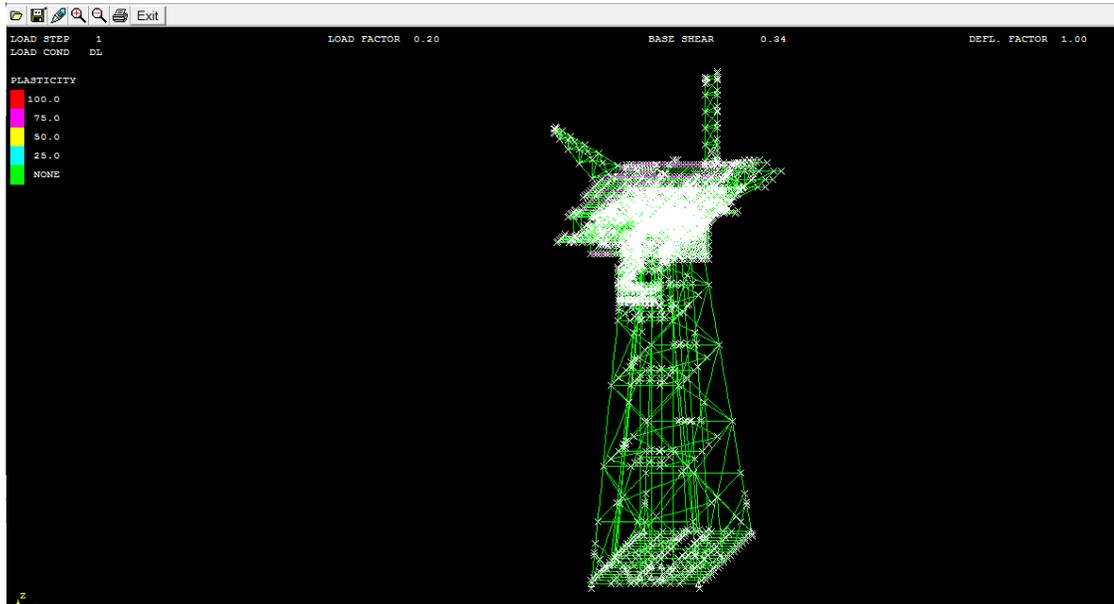 Exit
LOAD STEP 1 LOAD FACTOR 0.20 BASE SHEAR 0.34 DEFL. FACTOR 1.00
LOAD COND DL
PLASTICITY
100.0
75.0
50.0
25.0
NONE
Z